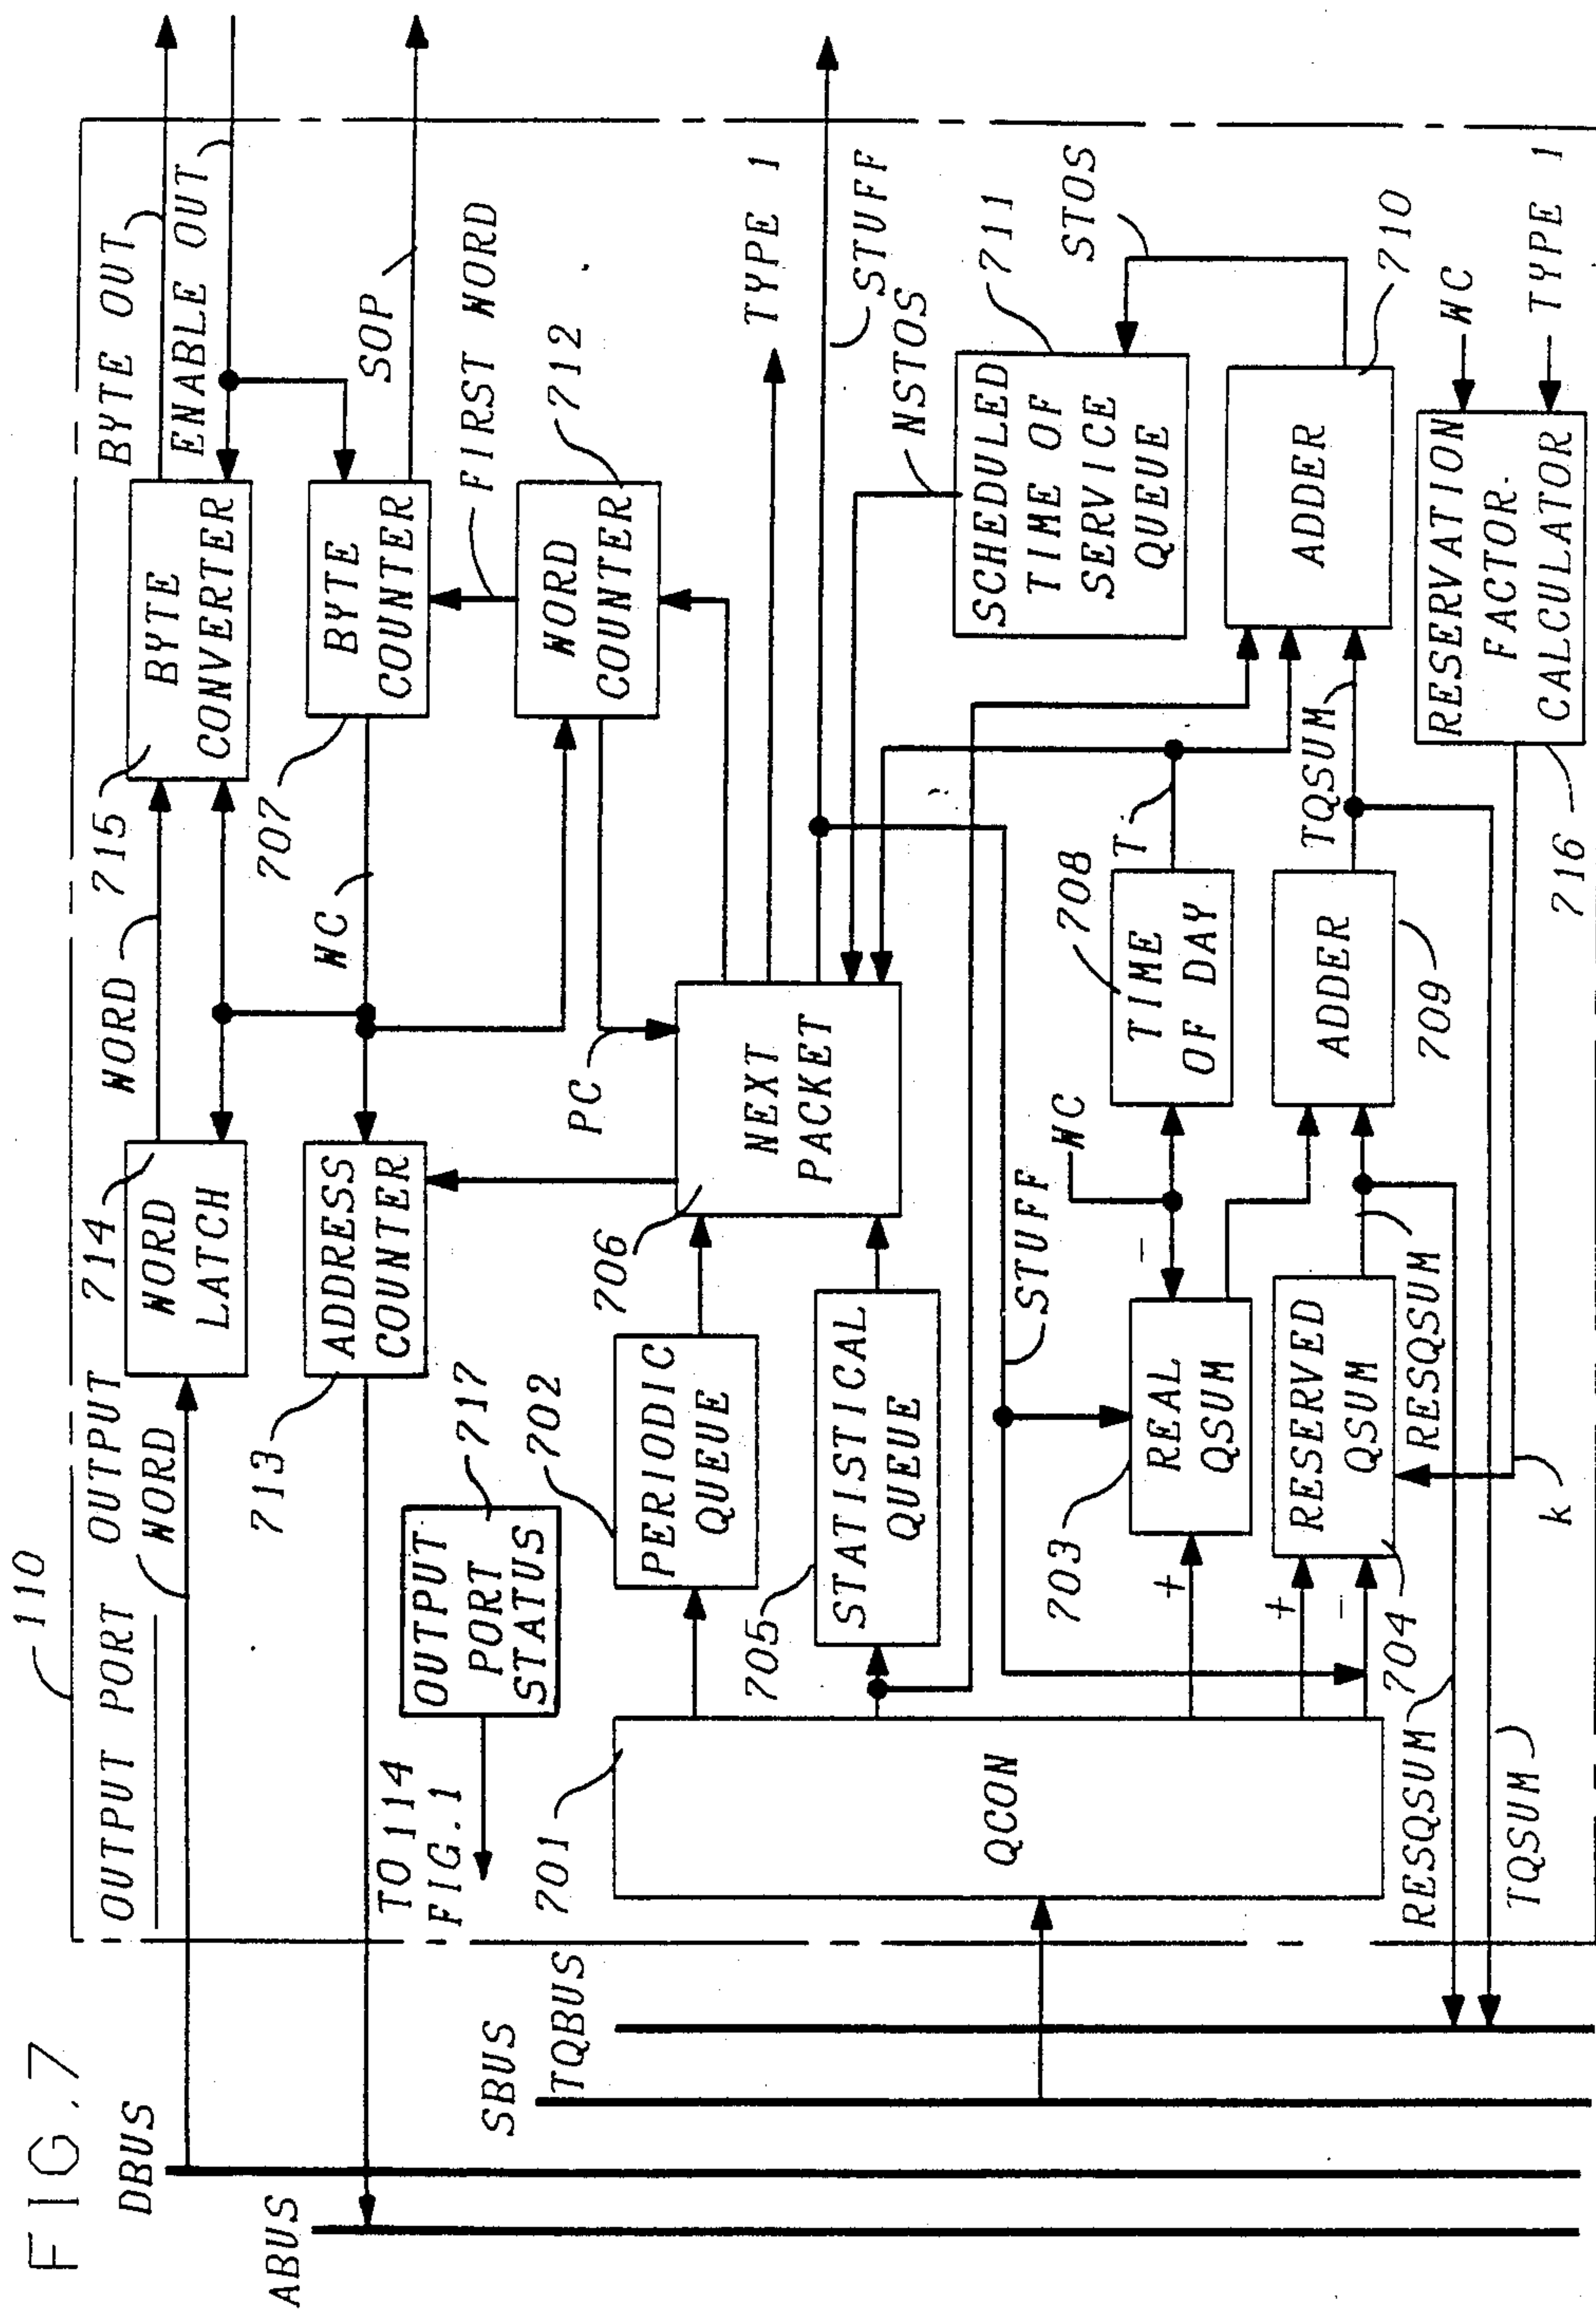 FIG. 7
110
OUTPUT PORT
DBUS
ABUS
SBUS
TQBUS
OUTPUT
WORD
714
WORD
LATCH
WORD
715
BYTE
CONVERTER
BYTE OUT
ENABLE OUT
713
ADDRESS
COUNTER
WC
707
BYTE
COUNTER
SOP
FIRST WORD
TO 114
FIG. 1
OUTPUT
PORT
STATUS
717
PC
WORD
COUNTER
712
701
QCON
702
PERIODIC
QUEUE
706
NEXT
PACKET
TYPE 1
STUFF
705
STATISTICAL
QUEUE
NSTOS
SCHEDULED
TIME OF
SERVICE
QUEUE
711
STOS
STUFF
WC
703
+
REAL
QSUM
-
708
TIME
OF DAY
T
+
-
704
RESERVED
QSUM
RESQSUM
ADDER
709
TQSUM
ADDER
710
RESQSUM
TQSUM
k
716
RESERVATION
FACTOR-
CALCULATOR
WC
TYPE 1